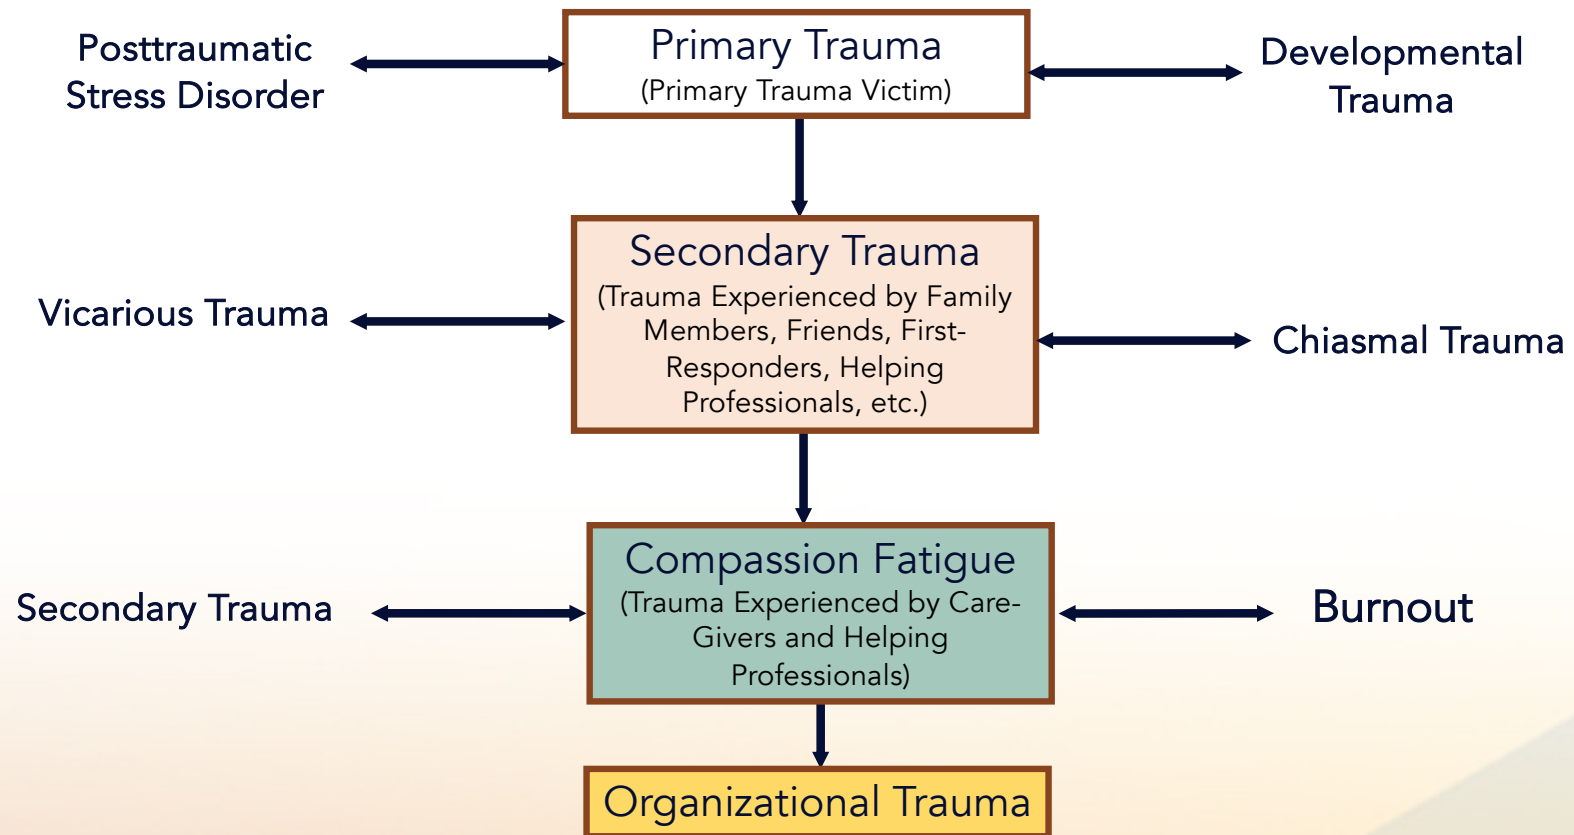 Posttraumatic
Stress Disorder
Primary Trauma
(Primary Trauma Victim)
Developmental
Trauma
Vicarious Trauma
Secondary Trauma
(Trauma Experienced by Family
Members, Friends, First-
Responders, Helping
Professionals, etc.)
Chiasmal Trauma
Secondary Trauma
Compassion Fatigue
(Trauma Experienced by Care-
Givers and Helping
Professionals)
Burnout
Organizational Trauma